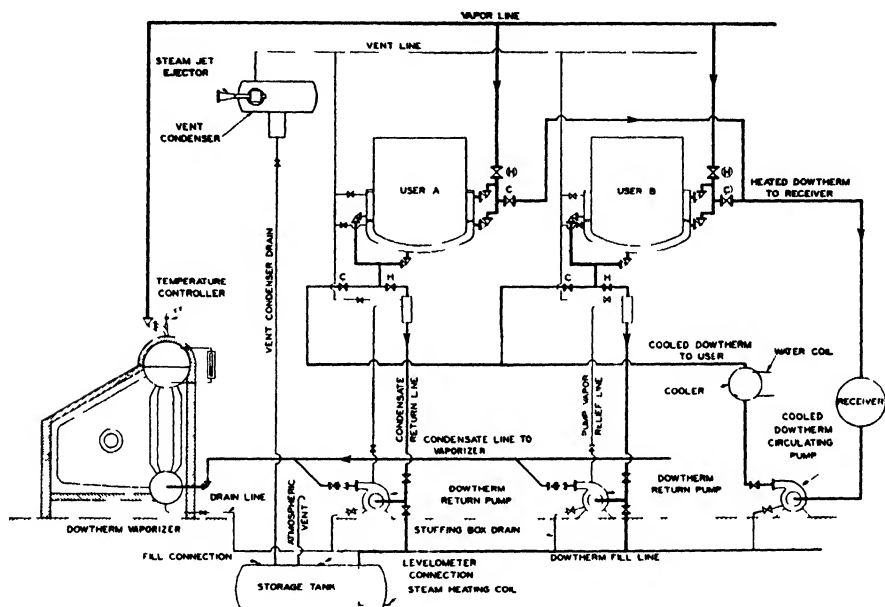 VAPOR LINE
VENT LINE
STEAM JET
EJECTOR
VENT
CONDENSER
(H)
C
USER A
(H)
(C)
USER B
HEATED DOWTHERM
TO RECEIVER
C
H
C
H
TEMPERATURE
CONTROLLER
VENT CONDENSER DRAIN
CONDENSATE
RETURN LINE
PUMP VAPOR
RELIEF LINE
COOLED DOWTHERM
TO USER
WATER COIL
COOLER
RECEIVER
COOLED
DOWTHERM
CIRCULATING
PUMP
CONDENSATE LINE TO
VAPORIZER
DOWTHERM
RETURN PUMP
DOWTHERM
RETURN PUMP
DRAIN LINE
ATMOSPHERIC
VENT
DOWTHERM VAPORIZER
STUFFING BOX DRAIN
FILL CONNECTION
LEVELOMETER
CONNECTION
DOWTHERM FILL LINE
STORAGE TANK
STEAM HEATING COIL